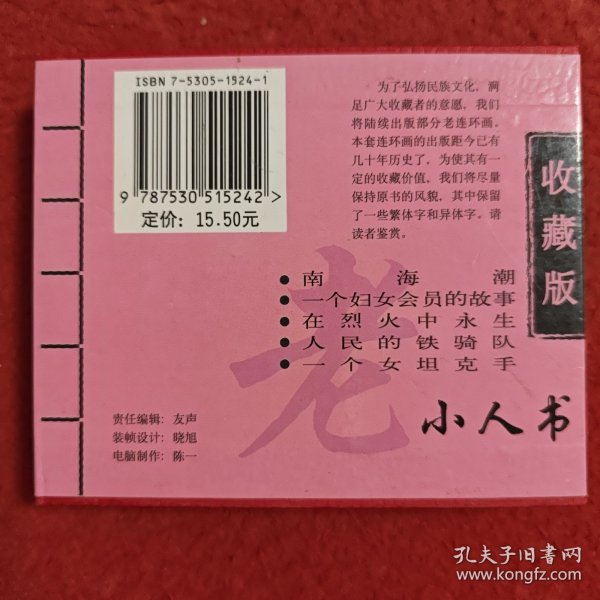 ISBN 7-5305-1524-1
9 787530 515242 >
定价：15.50元
为了弘扬民族文化，满
足广大收藏者的意愿，我们
将陆续出版部分老连环画。
本套连环画的出版距今已有
几十年历史了，为使其有一
定的收藏价值，我们将尽量
保持原书的风貌，其中保留
了一些繁体字和异体字。请
读者鉴赏。
收藏版
●南海潮
●一个妇女会员的故事
●在烈火中永生
●人民的铁骑队
●一个女坦克手
老
小人书
责任编辑：友声
装帧设计：晓旭
电脑制作：陈一
孔夫子旧书网
www.kongfz.com